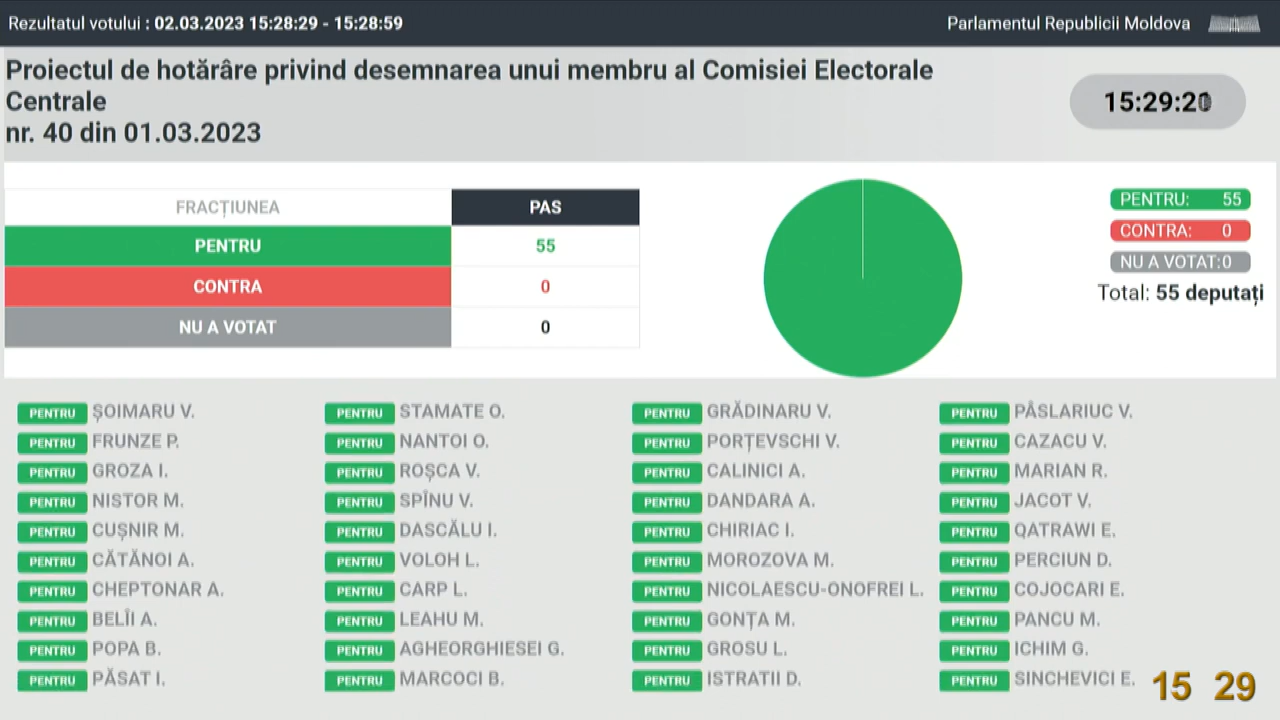 Rezultatul votului : 02.03.2023 15:28:29 - 15:28:59
Parlamentul Republicii Moldova
Proiectul de hotărâre privind desemnarea unui membru al Comisiei Electorale
Centrale
nr. 40 din 01.03.2023
FRACȚIUNEA PAS
PENTRU 55
CONTRA 0
NU A VOTAT 0
PENTRU: 55
CONTRA: 0
NU A VOTAT:0
Total: 55 deputați
PENTRU ȘOIMARU V. PENTRU STAMATE O. PENTRU GRĂDINARU V. PENTRU PÂSLARIUC V.
PENTRU FRUNZE P. PENTRU NANTOI O. PENTRU PORȚEVSCHI V. PENTRU CAZACU V.
PENTRU GROZA I. PENTRU ROȘCA V. PENTRU CALINICI A. PENTRU MARIAN R.
PENTRU NISTOR M. PENTRU SPÎNU V. PENTRU DANDARA A. PENTRU JACOT V.
PENTRU CUȘNIR M. PENTRU DASCĂLU I. PENTRU CHIRIAC I. PENTRU QATRAWI E.
PENTRU CĂTĂNOI A. PENTRU VOLOH L. PENTRU MOROZOVA M. PENTRU PERCIUN D.
PENTRU CHEPTONAR A. PENTRU CARP L. PENTRU NICOLAESCU-ONOFREI L. PENTRU COJOCARI E.
PENTRU BELÎI A. PENTRU LEAHU M. PENTRU GONȚA M. PENTRU PANCU M.
PENTRU POPA B. PENTRU AGHEORGHIESEI G. PENTRU GROSU L. PENTRU ICHIM G.
PENTRU PĂSAT I. PENTRU MARCOCI B. PENTRU ISTRATII D. PENTRU SINCHEVICI E.
15 29